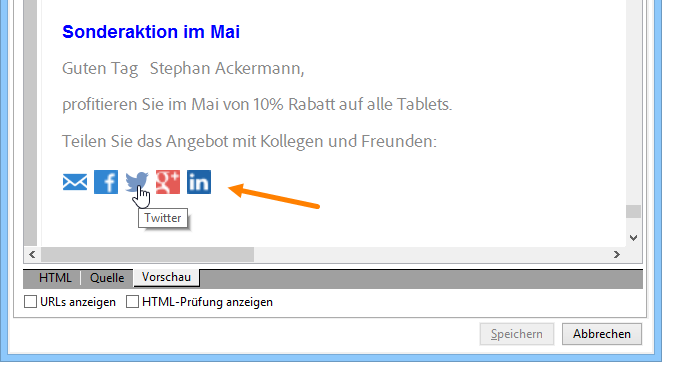 Sonderaktion im Mai
Guten Tag   Stephan Ackermann,
profitieren Sie im Mai von 10% Rabatt auf alle Tablets.
Teilen Sie das Angebot mit Kollegen und Freunden:
f g+ in
Twitter
HTML Quelle Vorschau
URLs anzeigen HTML-Prüfung anzeigen
Speichern Abbrechen